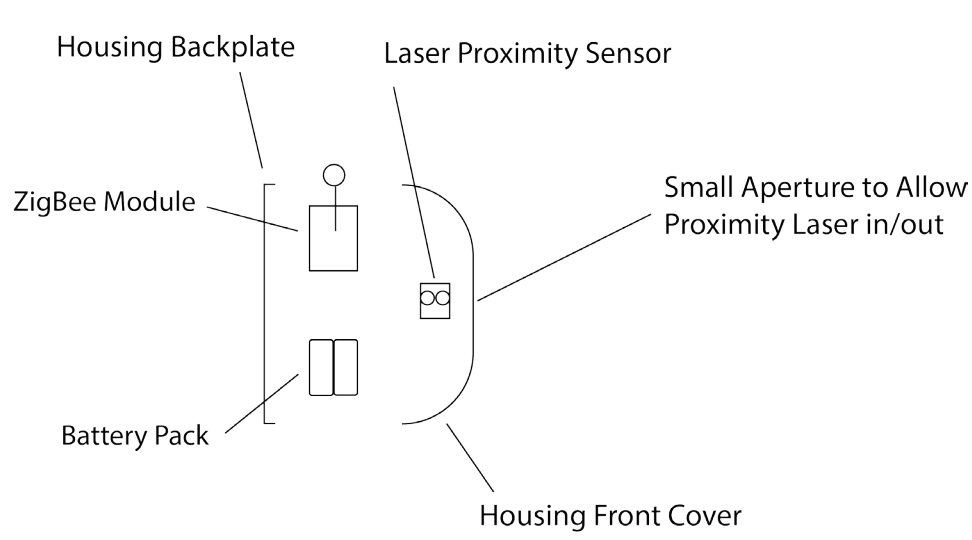 Housing Backplate
Laser Proximity Sensor
ZigBee Module
Small Aperture to Allow
Proximity Laser in/out
Battery Pack
Housing Front Cover